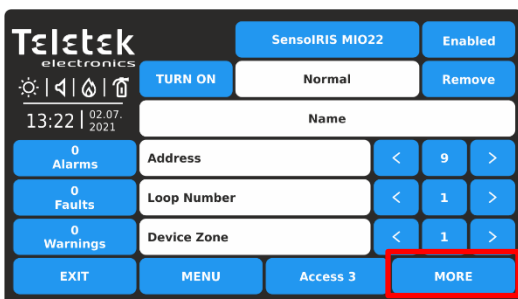 Teletek
electronics
SensoIRIS MIO22
Enabled
TURN ON
Normal
Remove
13:22
02.07.
2021
Name
0
Alarms
Address
<
9
>
0
Faults
Loop Number
<
1
>
0
Warnings
Device Zone
<
1
>
EXIT
MENU
Access 3
MORE